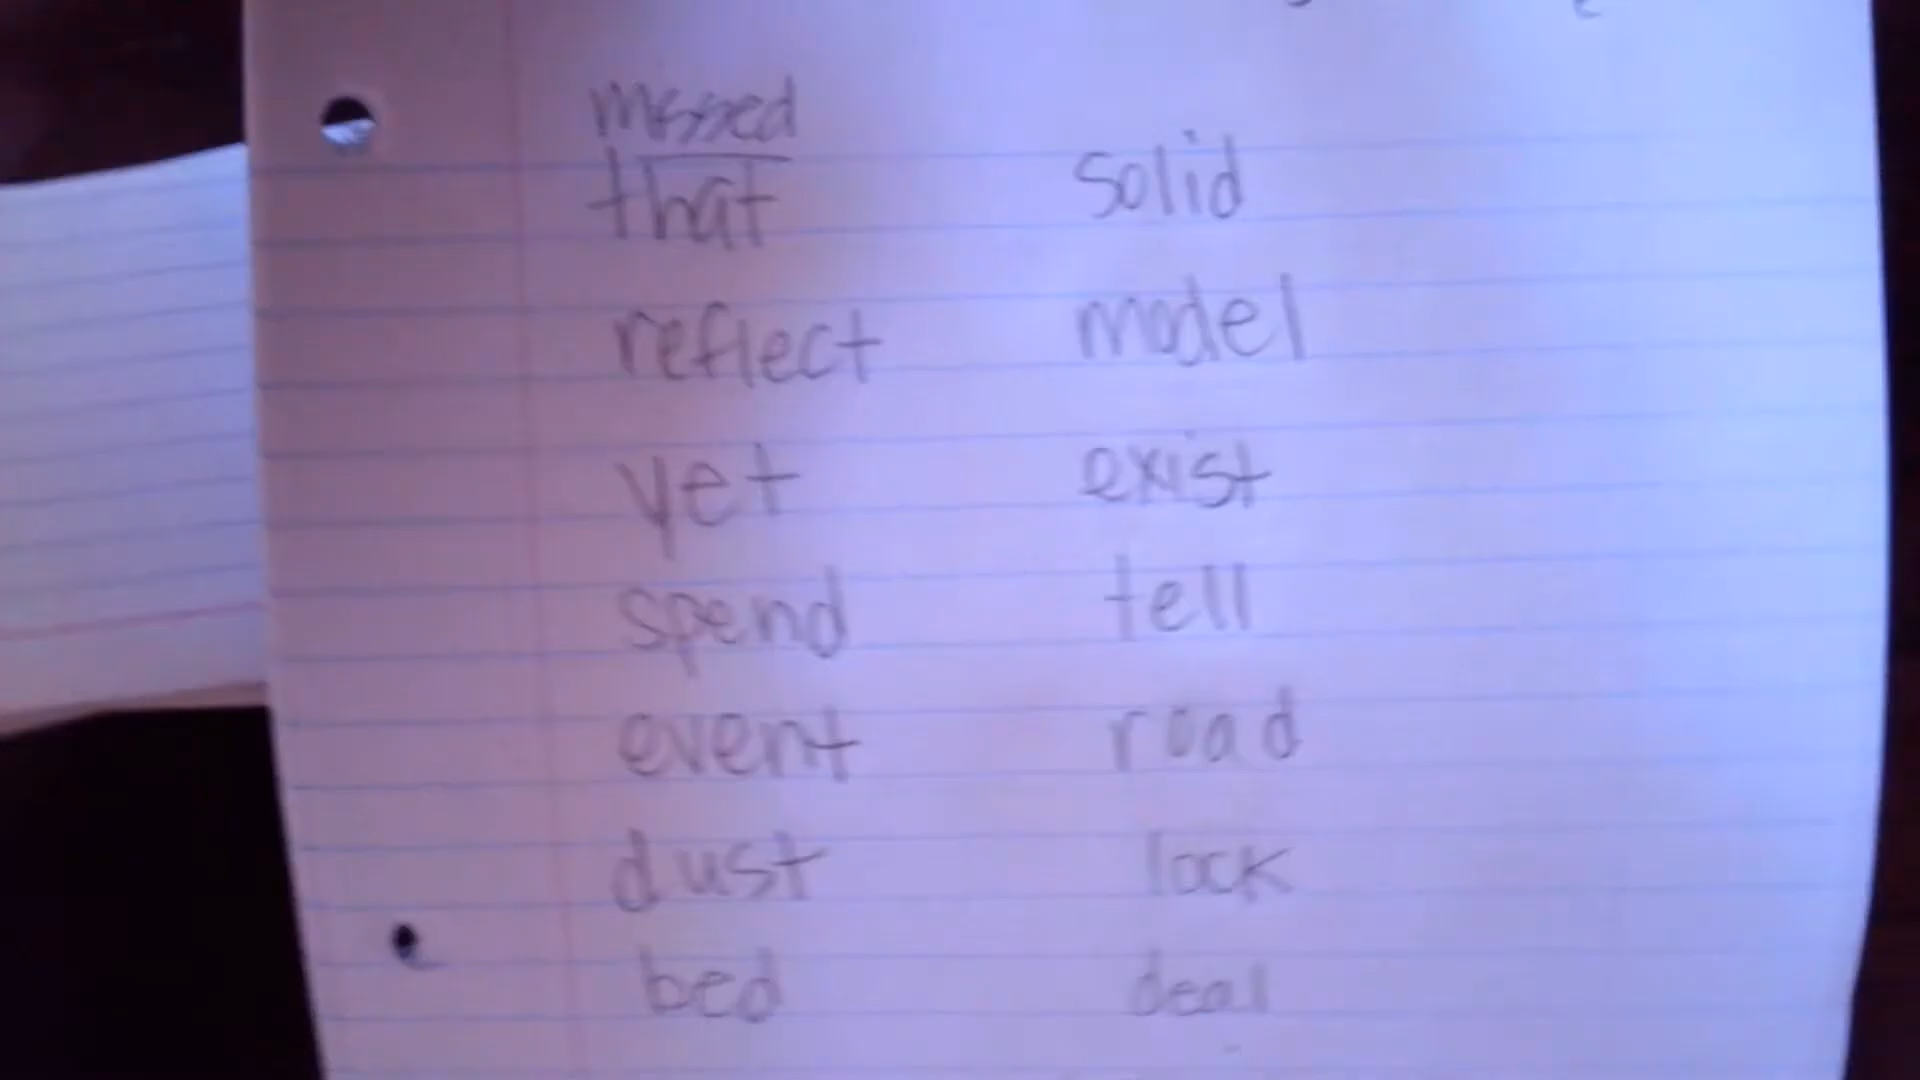 missed
that solid
reflect model
yet exist
spend tell
event road
dust lock
bed deal